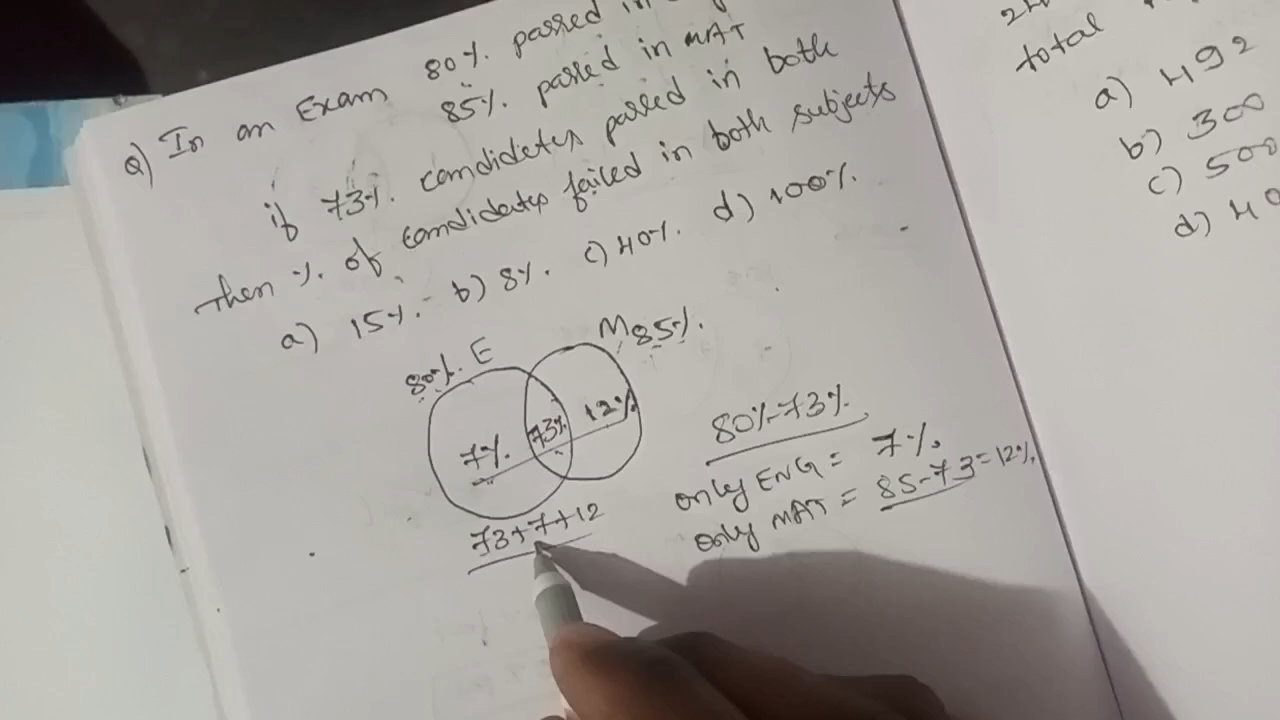 Q) In an Exam 80%. passed in
85%. passed in MAT
if 73%. candidates passed in both
then %. of candidates failed in both subjects
a) 15%. b) 8%. c) 40%. d) 100%.
80%. E
M 85%.
7%. 73%. 12%
73+7+12
80%-73%.
only ENG = 7%.
only MAT = 85-73=12%.
total
a) 492
b) 300
c) 500
d) 40